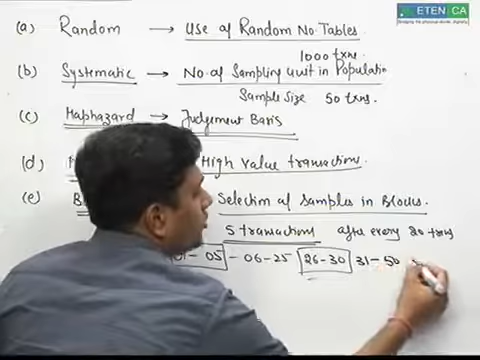 ETEN CA
(a) Random → Use of Random No. Tables
1000 txns.
(b) Systematic → No. of Sampling Unit in Population
Sample Size 50 txns.
(c) Haphazard → Judgement Basis
(d) High Value transactions.
(e) Selection of Samples in Blocks.
5 transactions after every 20 txns
01 - 05 - 06-25 26-30 31-50